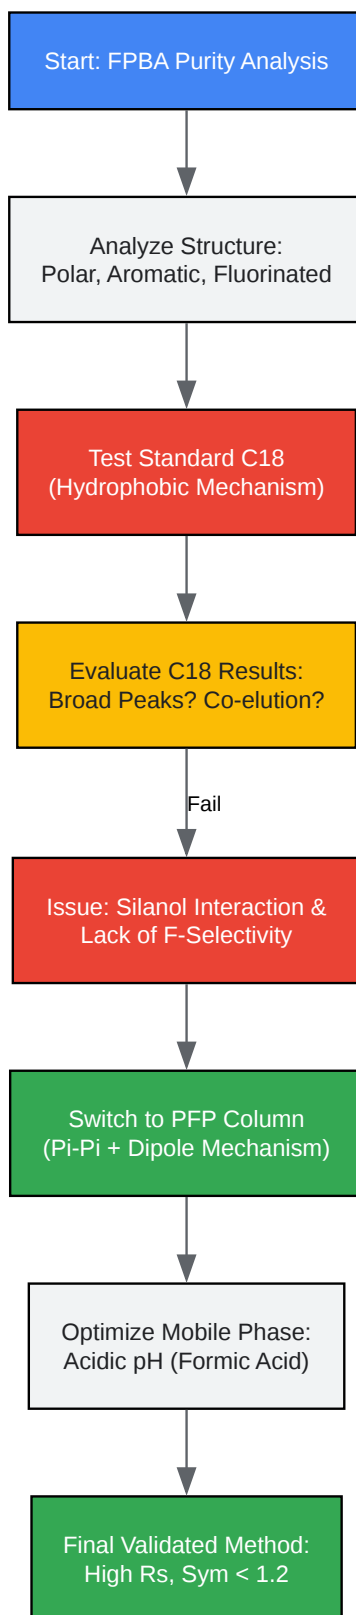 Start: FPBA Purity Analysis
Analyze Structure:
Polar, Aromatic, Fluorinated
Test Standard C18
(Hydrophobic Mechanism)
Evaluate C18 Results:
Broad Peaks? Co-elution?
Fail
Issue: Silanol Interaction &
Lack of F-Selectivity
Switch to PFP Column
(Pi-Pi + Dipole Mechanism)
Optimize Mobile Phase:
Acidic pH (Formic Acid)
Final Validated Method:
High Rs, Sym < 1.2